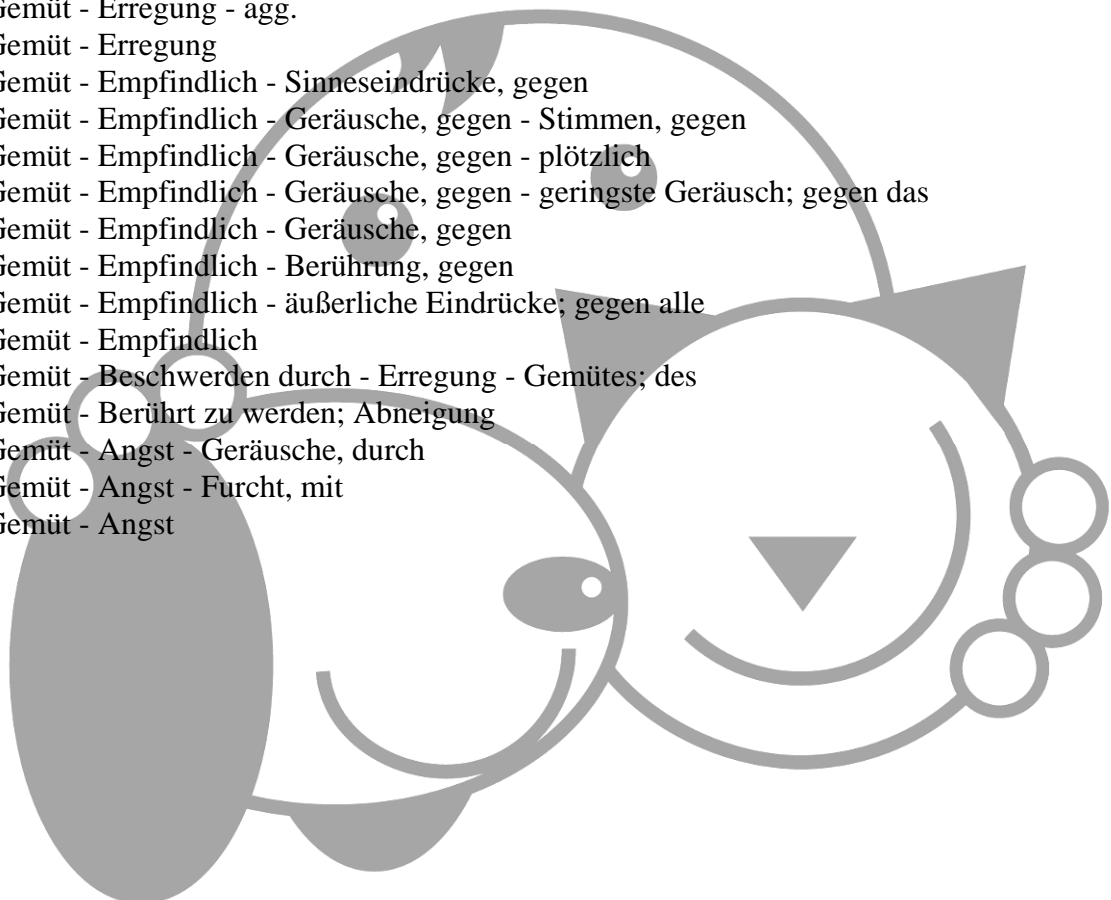 Gemüt - Erregung - agg.
Gemüt - Erregung
Gemüt - Empfindlich - Sinneseindrücke, gegen
Gemüt - Empfindlich - Geräusche, gegen - Stimmen, gegen
Gemüt - Empfindlich - Geräusche, gegen - plötzlich
Gemüt - Empfindlich - Geräusche, gegen - geringste Geräusch; gegen das
Gemüt - Empfindlich - Geräusche, gegen
Gemüt - Empfindlich - Berührung, gegen
Gemüt - Empfindlich - äußerliche Eindrücke; gegen alle
Gemüt - Empfindlich
Gemüt - Beschwerden durch - Erregung - Gemütes; des
Gemüt - Berührt zu werden; Abneigung
Gemüt - Angst - Geräusche, durch
Gemüt - Angst - Furcht, mit
Gemüt - Angst